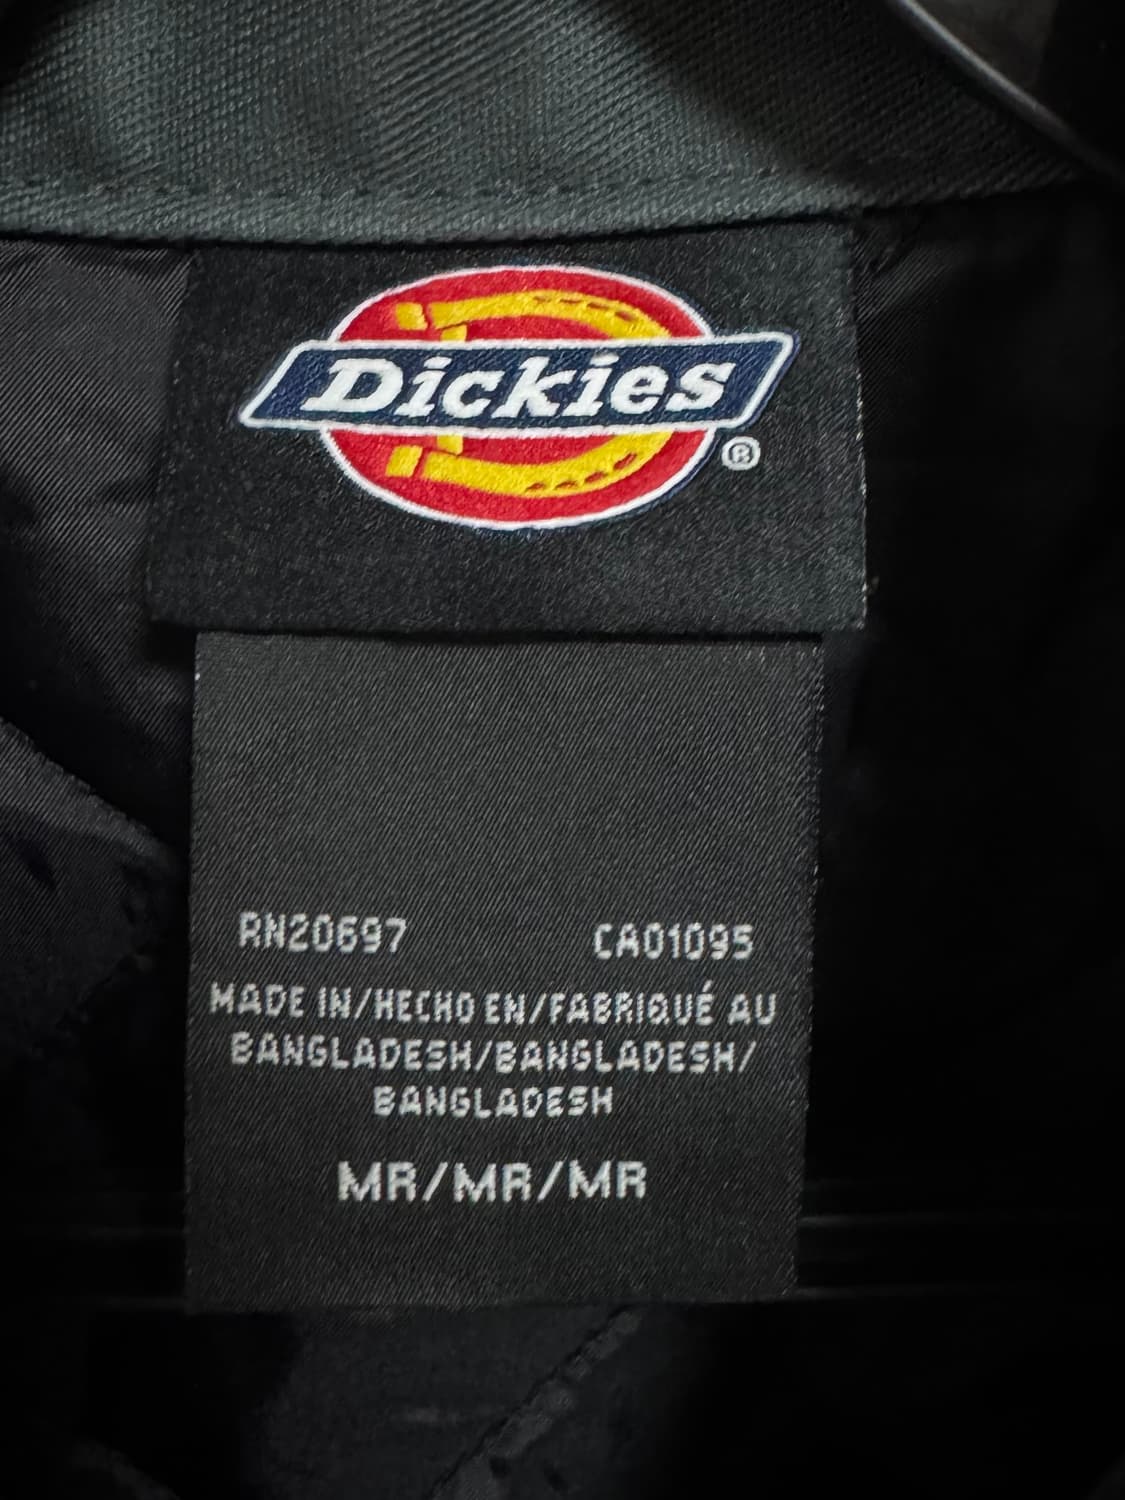 Dickies
®
RN20697 CA01095
MADE IN/HECHO EN/FABRIQUÉ AU
BANGLADESH/BANGLADESH/
BANGLADESH
MR/MR/MR